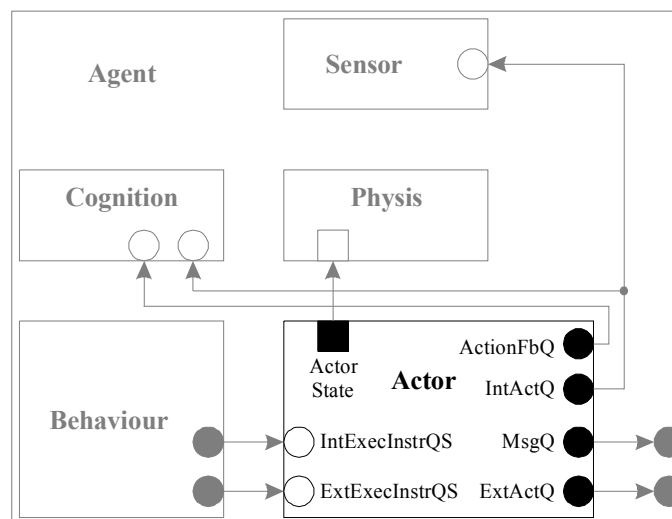 Agent
Sensor
Cognition
Physis
ActionFbQ
Actor
State
Actor
IntActQ
Behaviour
IntExecInstrQS
MsgQ
ExtExecInstrQS
ExtActQ